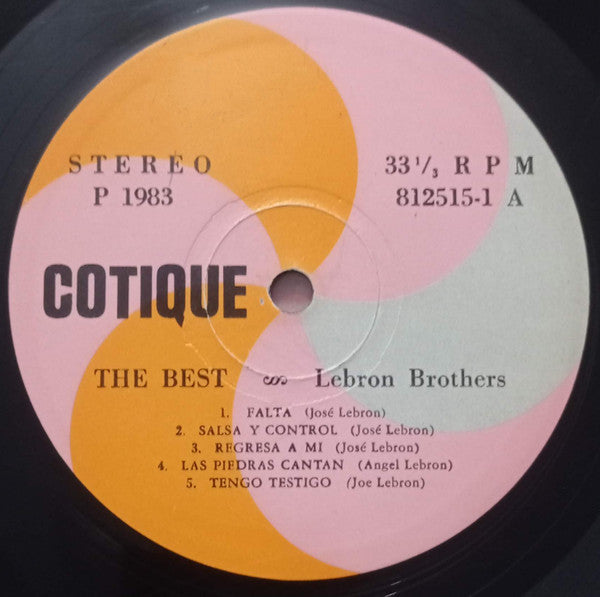 STEREO 33 1/3 RPM
P 1983 812515-1 A
COTIQUE
THE BEST ∽ Lebron Brothers
1. FALTA (José Lebron)
2. SALSA Y CONTROL (José Lebron)
3. REGRESA A MI (José Lebron)
4. LAS PIEDRAS CANTAN (Angel Lebron)
5. TENGO TESTIGO (Joe Lebron)